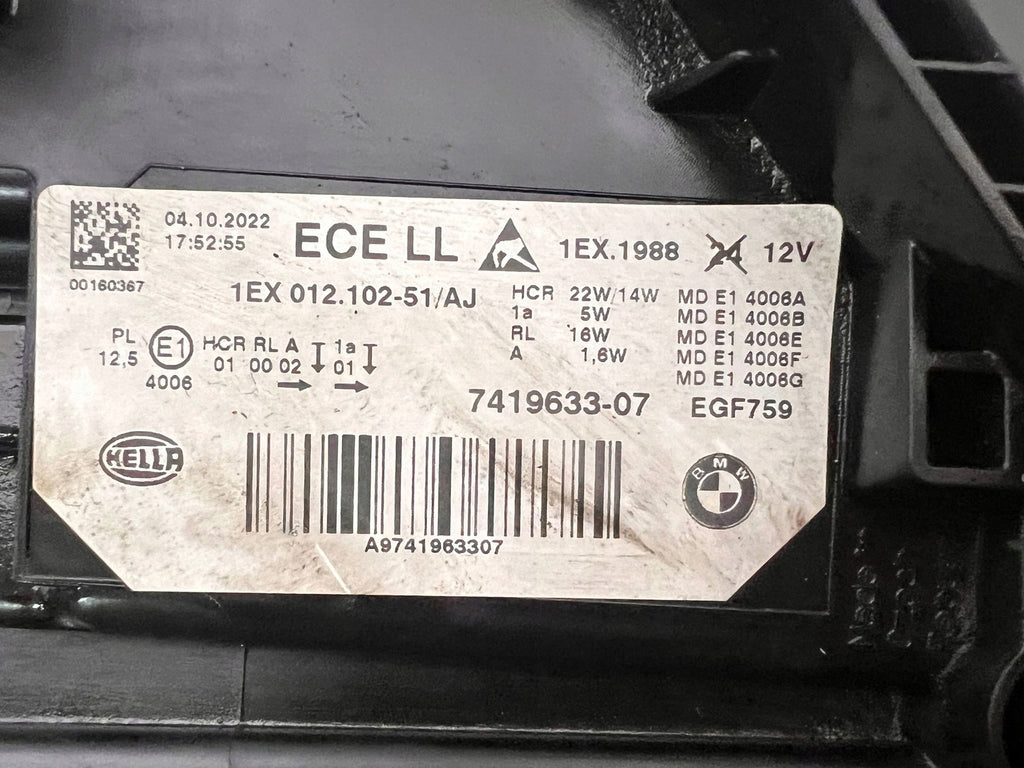 04.10.2022
17:52:55
ECE LL
1EX.1988
24 12V
00160367
1EX 012.102-51/AJ
HCR 22W/14W
1a 5W
RL 16W
A 1,6W
MD E1 4006A
MD E1 4006B
MD E1 4006E
MD E1 4006F
MD E1 4006G
PL
12,5
E1
4006
HCR RL A 1a
01 00 02 01
7419633-07
EGF759
HELLA
BMW
A9741963307